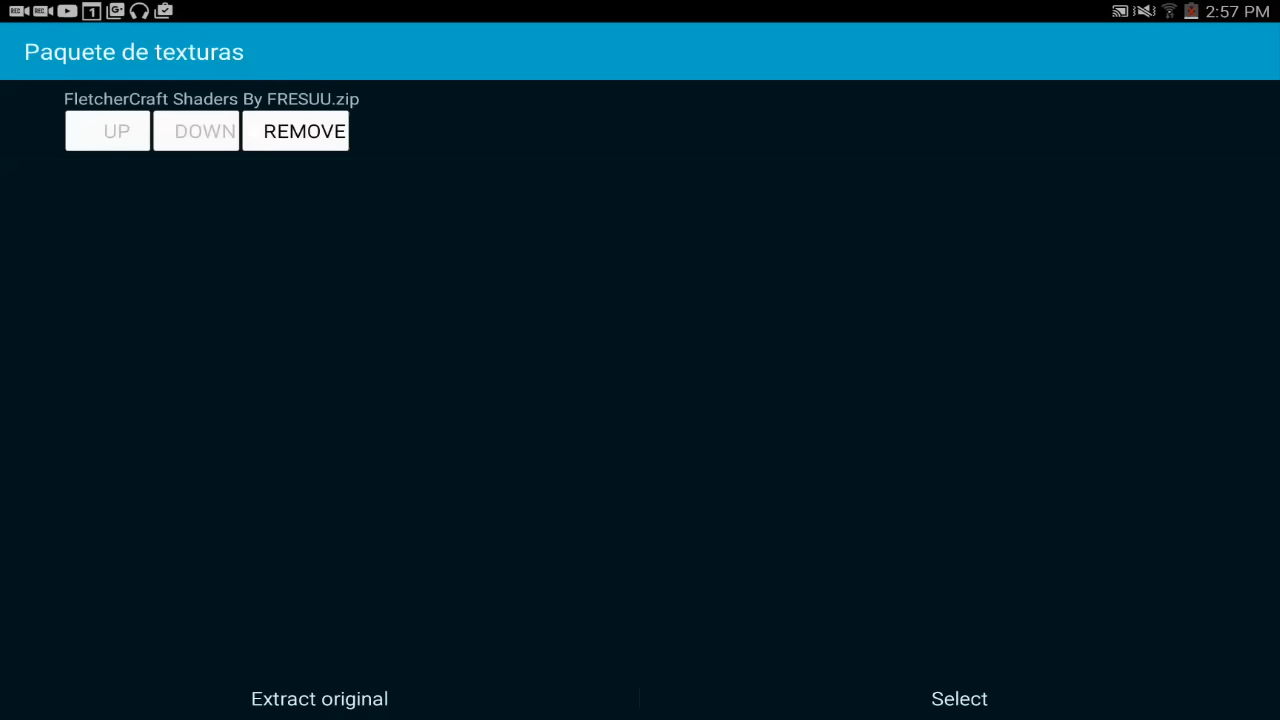 2:57 PM
Paquete de texturas
FletcherCraft Shaders By FRESUU.zip
UP DOWN REMOVE
Extract original Select